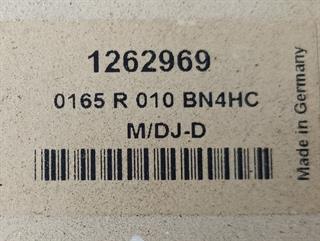 1262969
0165 R 010 BN4HC
M/DJ-D
Made in Germany